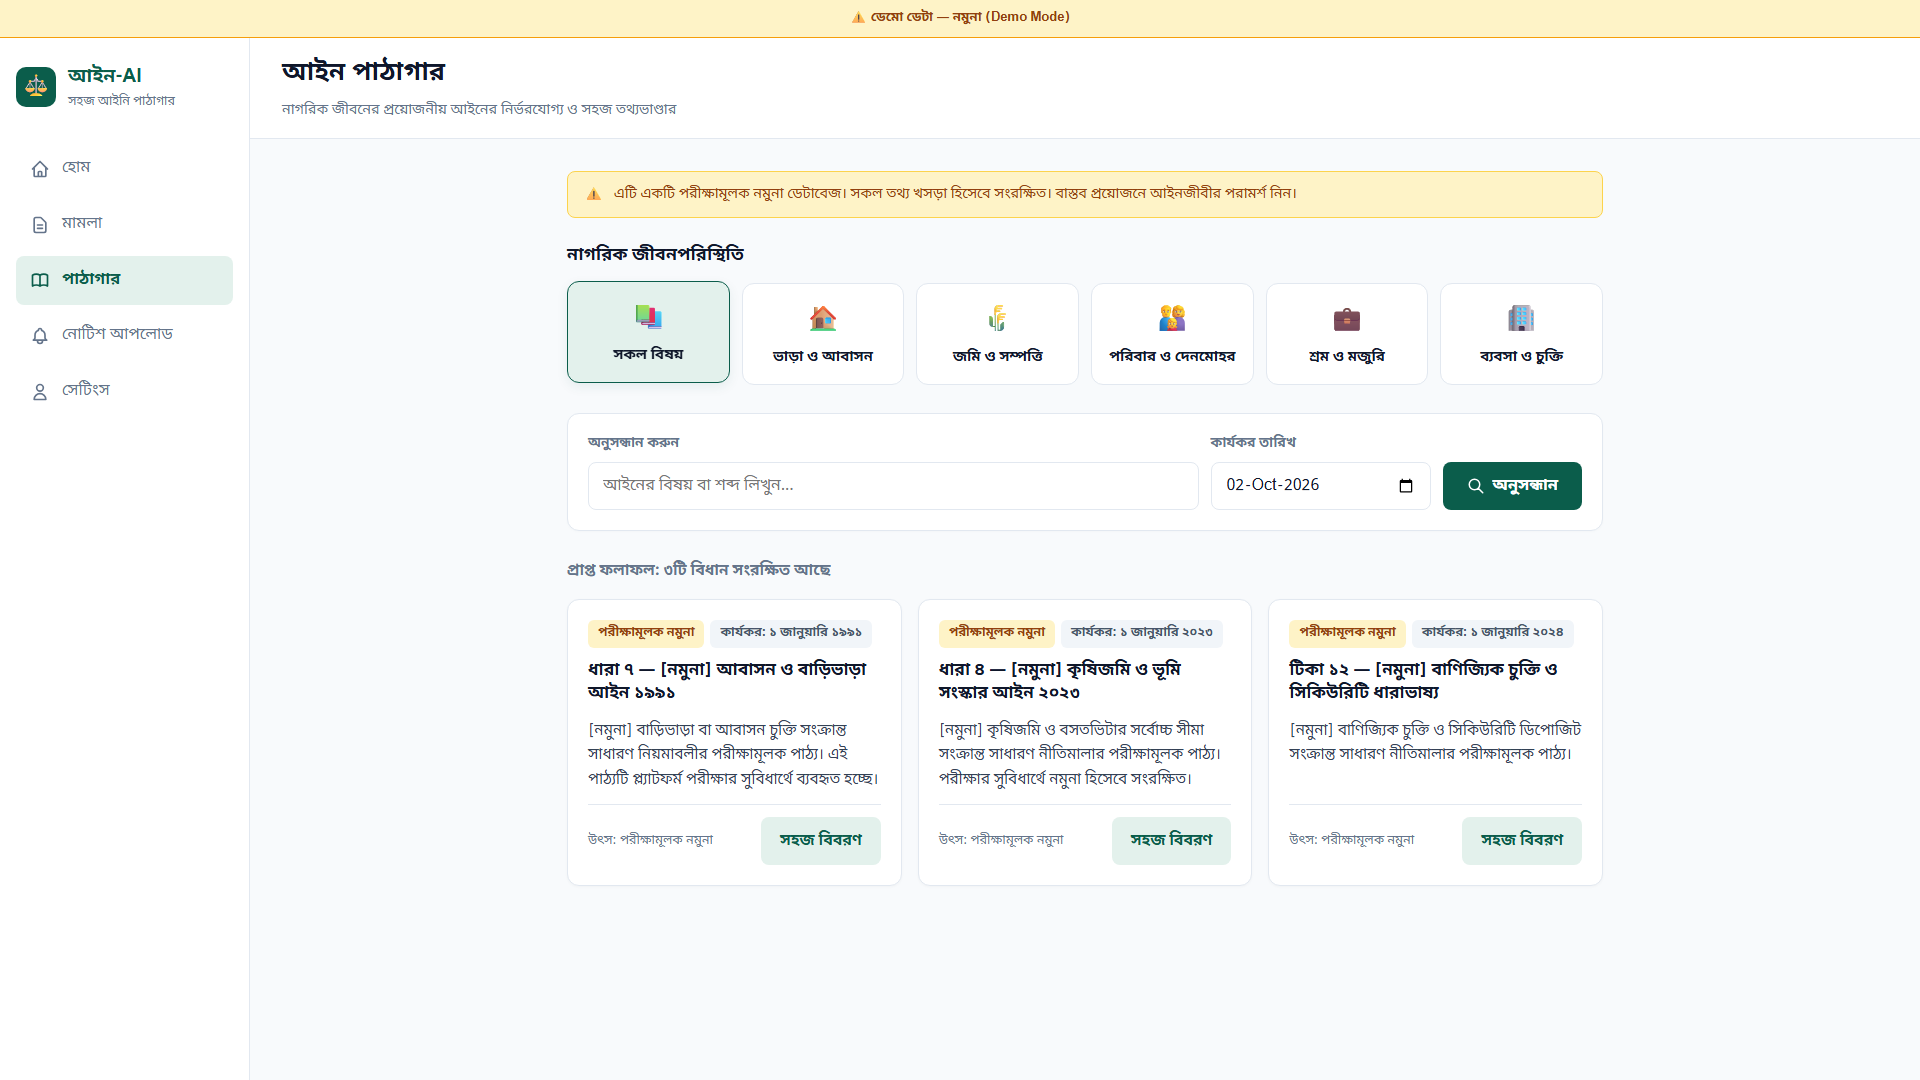 ⚠️ ডেমো ডেটা — নমুনা (Demo Mode)
আইন-AI
সহজ আইনি পাঠাগার
হোম
মামলা
পাঠাগার
নোটিশ আপলোড
সেটিংস
আইন পাঠাগার
নাগরিক জীবনের প্রয়োজনীয় আইনের নির্ভরযোগ্য ও সহজ তথ্যভাণ্ডার
⚠️ এটি একটি পরীক্ষামূলক নমুনা ডেটাবেজ। সকল তথ্য খসড়া হিসেবে সংরক্ষিত। বাস্তব প্রয়োজনে আইনজীবীর পরামর্শ নিন।
নাগরিক জীবনপরিস্থিতি
সকল বিষয়
ভাড়া ও আবাসন
জমি ও সম্পত্তি
পরিবার ও দেনমোহর
শ্রম ও মজুরি
ব্যবসা ও চুক্তি
অনুসন্ধান করুন
কার্যকর তারিখ
আইনের বিষয় বা শব্দ লিখুন...
02-Oct-2026
অনুসন্ধান
প্রাপ্ত ফলাফল: ৩টি বিধান সংরক্ষিত আছে
পরীক্ষামূলক নমুনা
কার্যকর: ১ জানুয়ারি ১৯৯১
ধারা ৭ — [নমুনা] আবাসন ও বাড়িভাড়া
আইন ১৯৯১
[নমুনা] বাড়িভাড়া বা আবাসন চুক্তি সংক্রান্ত
সাধারণ নিয়মাবলীর পরীক্ষামূলক পাঠ্য। এই
পাঠ্যটি প্ল্যাটফর্ম পরীক্ষার সুবিধার্থে ব্যবহৃত হচ্ছে।
উৎস: পরীক্ষামূলক নমুনা
সহজ বিবরণ
পরীক্ষামূলক নমুনা
কার্যকর: ১ জানুয়ারি ২০২৩
ধারা ৪ — [নমুনা] কৃষিজমি ও ভূমি
সংস্কার আইন ২০২৩
[নমুনা] কৃষিজমি ও বসতভিটার সর্বোচ্চ সীমা
সংক্রান্ত সাধারণ নীতিমালার পরীক্ষামূলক পাঠ্য।
পরীক্ষার সুবিধার্থে নমুনা হিসেবে সংরক্ষিত।
উৎস: পরীক্ষামূলক নমুনা
সহজ বিবরণ
পরীক্ষামূলক নমুনা
কার্যকর: ১ জানুয়ারি ২০২৪
টিকা ১২ — [নমুনা] বাণিজ্যিক চুক্তি ও
সিকিউরিটি ধারাভাষ্য
[নমুনা] বাণিজ্যিক চুক্তি ও সিকিউরিটি ডিপোজিট
সংক্রান্ত সাধারণ নীতিমালার পরীক্ষামূলক পাঠ্য।
উৎস: পরীক্ষামূলক নমুনা
সহজ বিবরণ